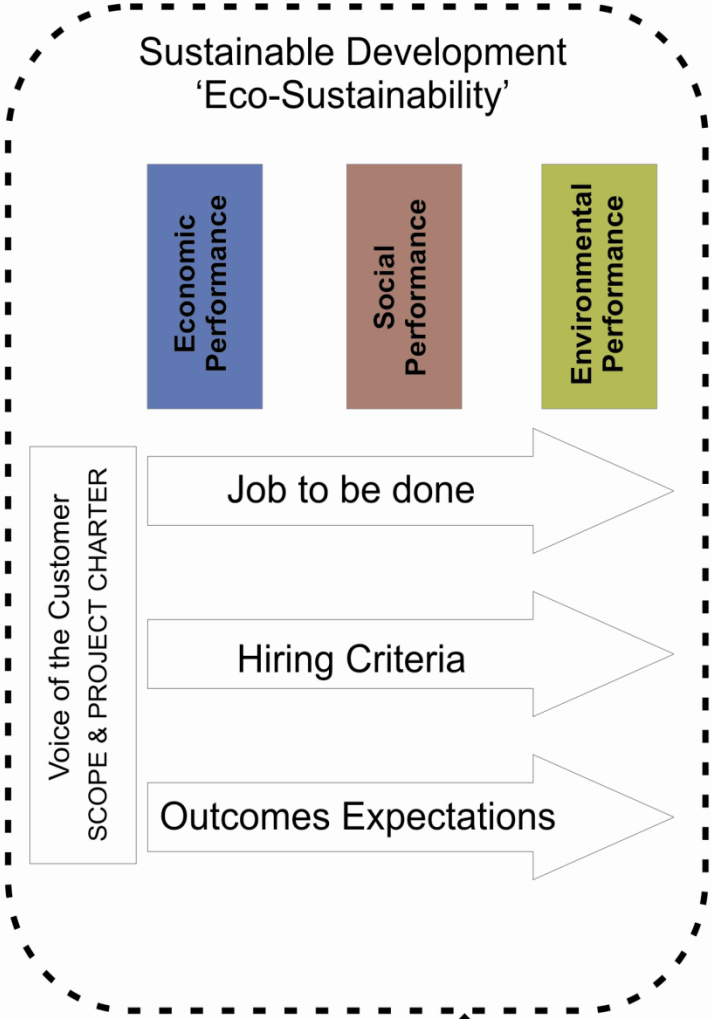 Sustainable Development
‘Eco-Sustainability’
Economic
Performance
Social
Performance
Environmental
Performance
Voice of the Customer
SCOPE & PROJECT CHARTER
Job to be done
Hiring Criteria
Outcomes Expectations